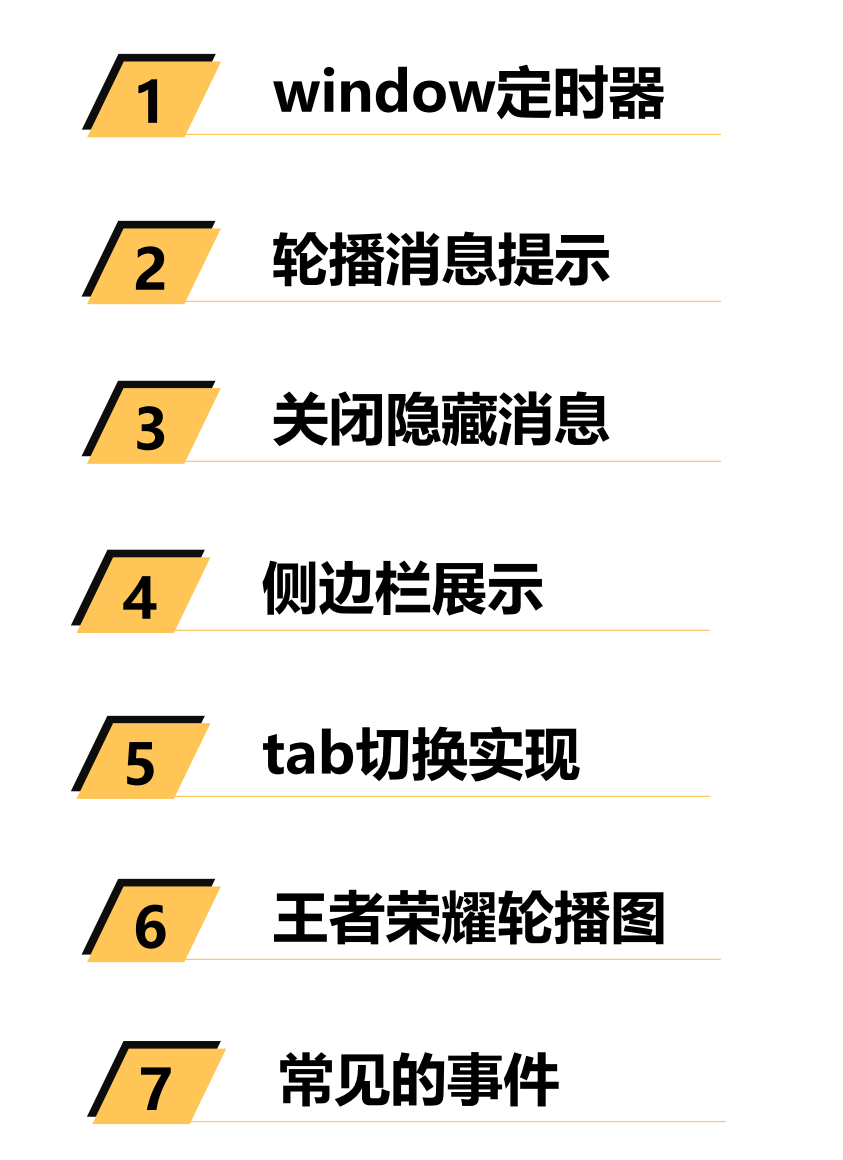 1 window定时器
2 轮播消息提示
3 关闭隐藏消息
4 侧边栏展示
5 tab切换实现
6 王者荣耀轮播图
7 常见的事件